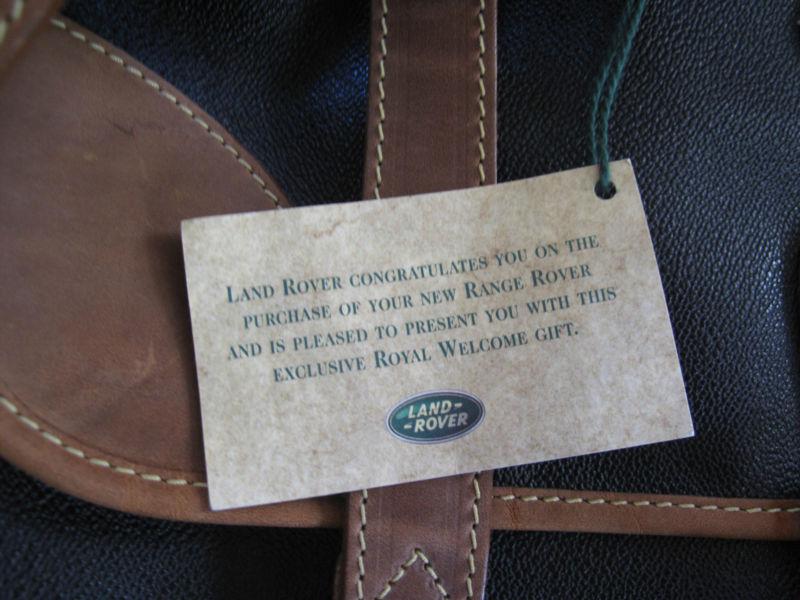 Land Rover congratulates you on the
purchase of your new Range Rover
and is pleased to present you with this
exclusive Royal Welcome gift.
LAND-
-ROVER